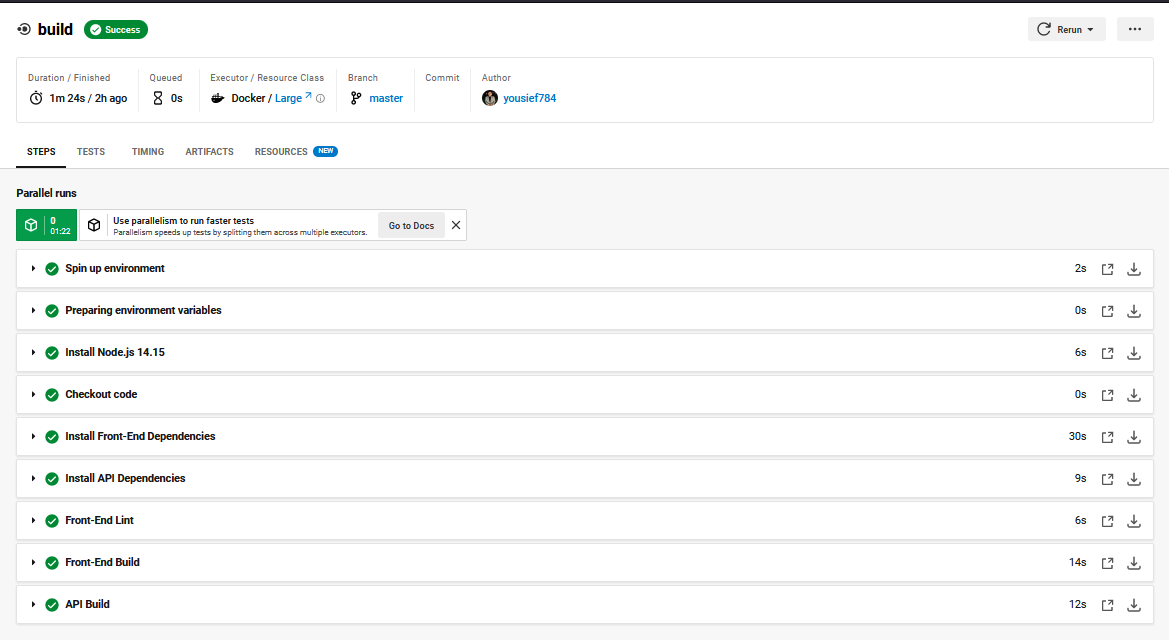 build Success Rerun
Duration / Finished Queued Executor / Resource Class Branch Commit Author
1m 24s / 2h ago 0s Docker / Large master yousief784
STEPS TESTS TIMING ARTIFACTS RESOURCES NEW
Parallel runs
0
01:22
Use parallelism to run faster tests
Parallelism speeds up tests by splitting them across multiple executors.
Go to Docs
Spin up environment 2s
Preparing environment variables 0s
Install Node.js 14.15 6s
Checkout code 0s
Install Front-End Dependencies 30s
Install API Dependencies 9s
Front-End Lint 6s
Front-End Build 14s
API Build 12s